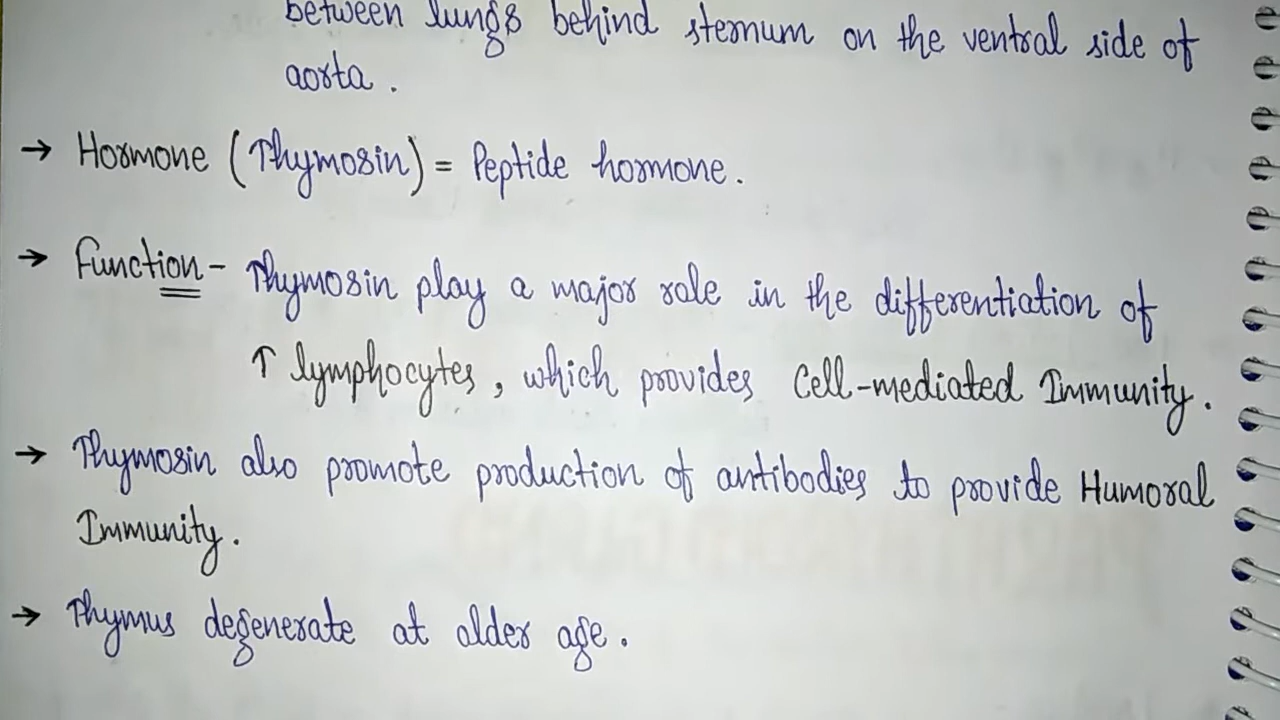 between lungs behind sternum on the ventral side of
aorta.
→ Hormone (Thymosin) = Peptide hormone.
→ Function - Thymosin play a major role in the differentiation of
T lymphocytes, which provides Cell-mediated Immunity.
→ Thymosin also promote production of antibodies to provide Humoral
Immunity.
→ Thymus degenerate at older age.